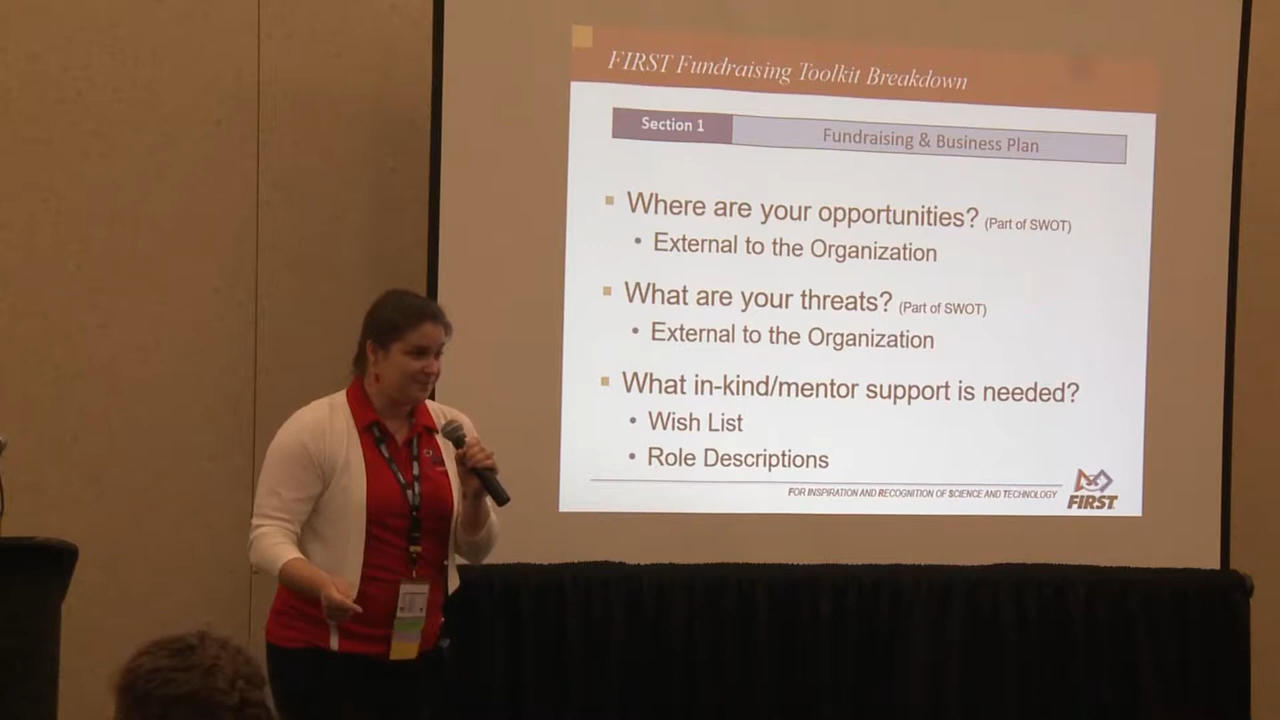 FIRST Fundraising Toolkit Breakdown
Section 1
Fundraising & Business Plan
Where are your opportunities? (Part of SWOT)
External to the Organization
What are your threats? (Part of SWOT)
External to the Organization
What in-kind/mentor support is needed?
Wish List
Role Descriptions
FOR INSPIRATION AND RECOGNITION OF SCIENCE AND TECHNOLOGY
FIRST